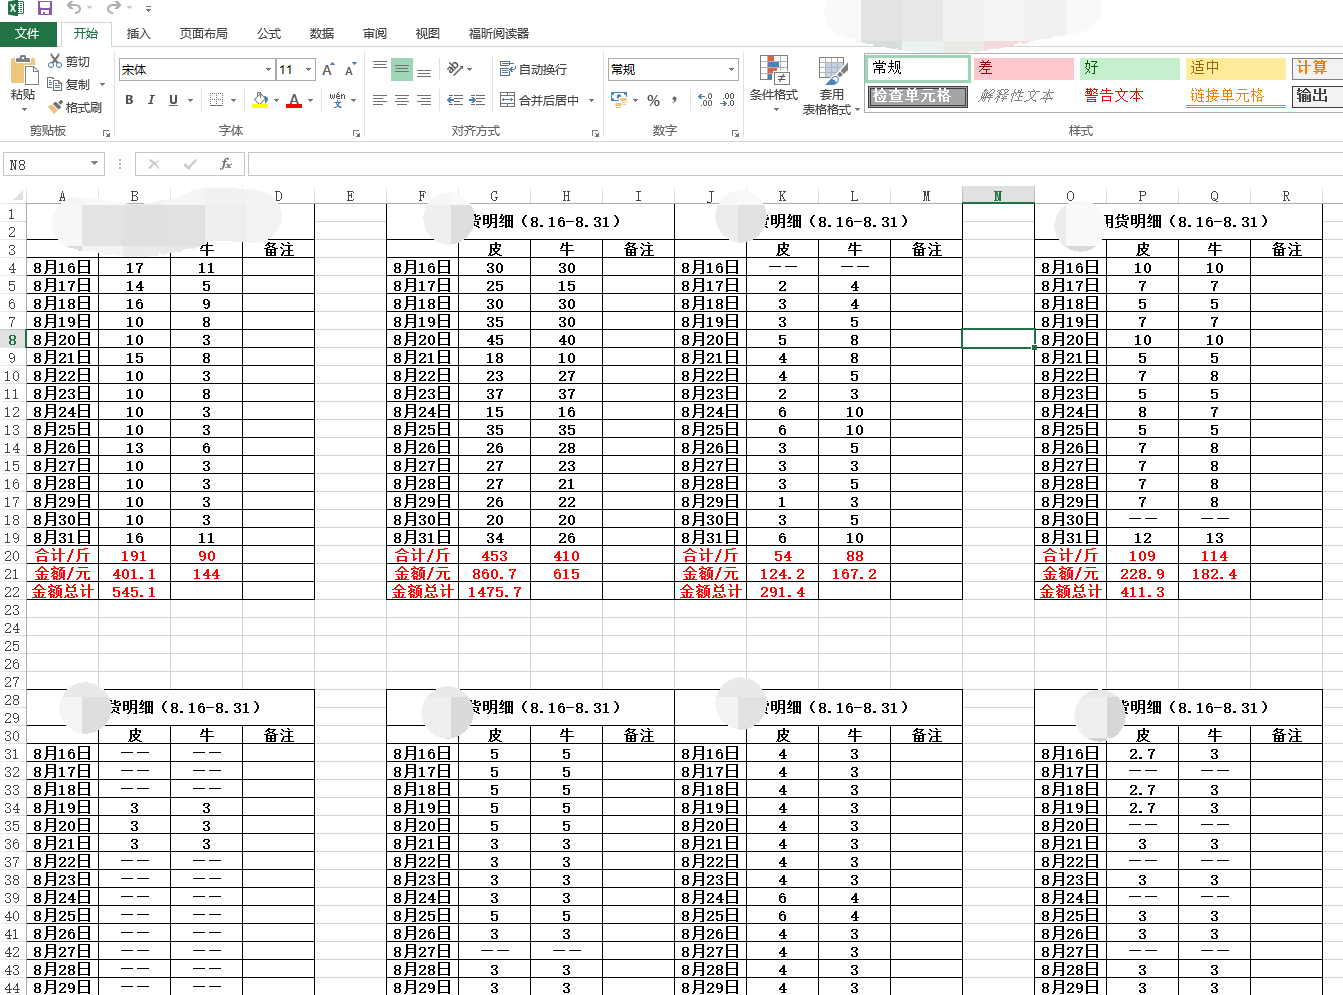 文件 开始 插入 页面布局 公式 数据 审阅 视图 福昕阅读器
剪切 宋体 11 自动换行 常规 常规 差 好 适中 计算
复制
粘贴 条件格式 套用 检查单元格 解释性文本 警告文本 链接单元格 输出
格式刷 B I U wén 合并后居中 % 表格格式
剪贴板 字体 对齐方式 数字 样式
N8 fx
A B D E F G H I J K L M N O P Q R
1 货明细（8.16-8.31） 货明细（8.16-8.31） 用货明细（8.16-8.31）
2
3 牛 备注 皮 牛 备注 皮 牛 备注 皮 牛 备注
4 8月16日 17 11 8月16日 30 30 8月16日 —— —— 8月16日 10 10
5 8月17日 14 5 8月17日 25 15 8月17日 2 4 8月17日 7 7
6 8月18日 16 9 8月18日 30 30 8月18日 3 4 8月18日 5 5
7 8月19日 10 8 8月19日 35 30 8月19日 3 5 8月19日 7 7
8 8月20日 10 3 8月20日 45 40 8月20日 5 8 8月20日 10 10
9 8月21日 15 8 8月21日 18 10 8月21日 4 8 8月21日 5 5
10 8月22日 10 3 8月22日 23 27 8月22日 4 5 8月22日 7 8
11 8月23日 10 8 8月23日 37 37 8月23日 2 3 8月23日 5 5
12 8月24日 10 3 8月24日 15 16 8月24日 6 10 8月24日 8 7
13 8月25日 10 3 8月25日 35 35 8月25日 6 10 8月25日 5 5
14 8月26日 13 6 8月26日 26 28 8月26日 3 5 8月26日 7 8
15 8月27日 10 3 8月27日 27 23 8月27日 3 3 8月27日 7 8
16 8月28日 10 3 8月28日 27 21 8月28日 3 5 8月28日 7 8
17 8月29日 10 3 8月29日 26 22 8月29日 1 3 8月29日 7 8
18 8月30日 10 3 8月30日 20 20 8月30日 3 5 8月30日 —— ——
19 8月31日 16 11 8月31日 34 26 8月31日 6 10 8月31日 12 13
20 合计/斤 191 90 合计/斤 453 410 合计/斤 54 88 合计/斤 109 114
21 金额/元 401.1 144 金额/元 860.7 615 金额/元 124.2 167.2 金额/元 228.9 182.4
22 金额总计 545.1 金额总计 1475.7 金额总计 291.4 金额总计 411.3
23
24
25
26
27
28 货明细（8.16-8.31） 货明细（8.16-8.31） 货明细（8.16-8.31） 货明细（8.16-8.31）
29
30 皮 牛 备注 皮 牛 备注 皮 牛 备注 皮 牛 备注
31 8月16日 —— —— 8月16日 5 5 8月16日 4 3 8月16日 2.7 3
32 8月17日 —— —— 8月17日 5 5 8月17日 4 3 8月17日 —— ——
33 8月18日 —— —— 8月18日 5 5 8月18日 4 3 8月18日 2.7 3
34 8月19日 3 3 8月19日 5 5 8月19日 4 3 8月19日 2.7 3
35 8月20日 3 3 8月20日 5 5 8月20日 4 3 8月20日 —— ——
36 8月21日 3 3 8月21日 3 3 8月21日 4 3 8月21日 3 3
37 8月22日 —— —— 8月22日 3 3 8月22日 4 3 8月22日 —— ——
38 8月23日 —— —— 8月23日 3 3 8月23日 4 3 8月23日 3 3
39 8月24日 —— —— 8月24日 3 3 8月24日 6 4 8月24日 —— ——
40 8月25日 —— —— 8月25日 5 5 8月25日 6 4 8月25日 3 3
41 8月26日 —— —— 8月26日 3 3 8月26日 4 3 8月26日 3 3
42 8月27日 —— —— 8月27日 —— —— 8月27日 4 3 8月27日 —— ——
43 8月28日 —— —— 8月28日 3 3 8月28日 4 3 8月28日 3 3
44 8月29日 —— —— 8月29日 3 3 8月29日 4 3 8月29日 3 3